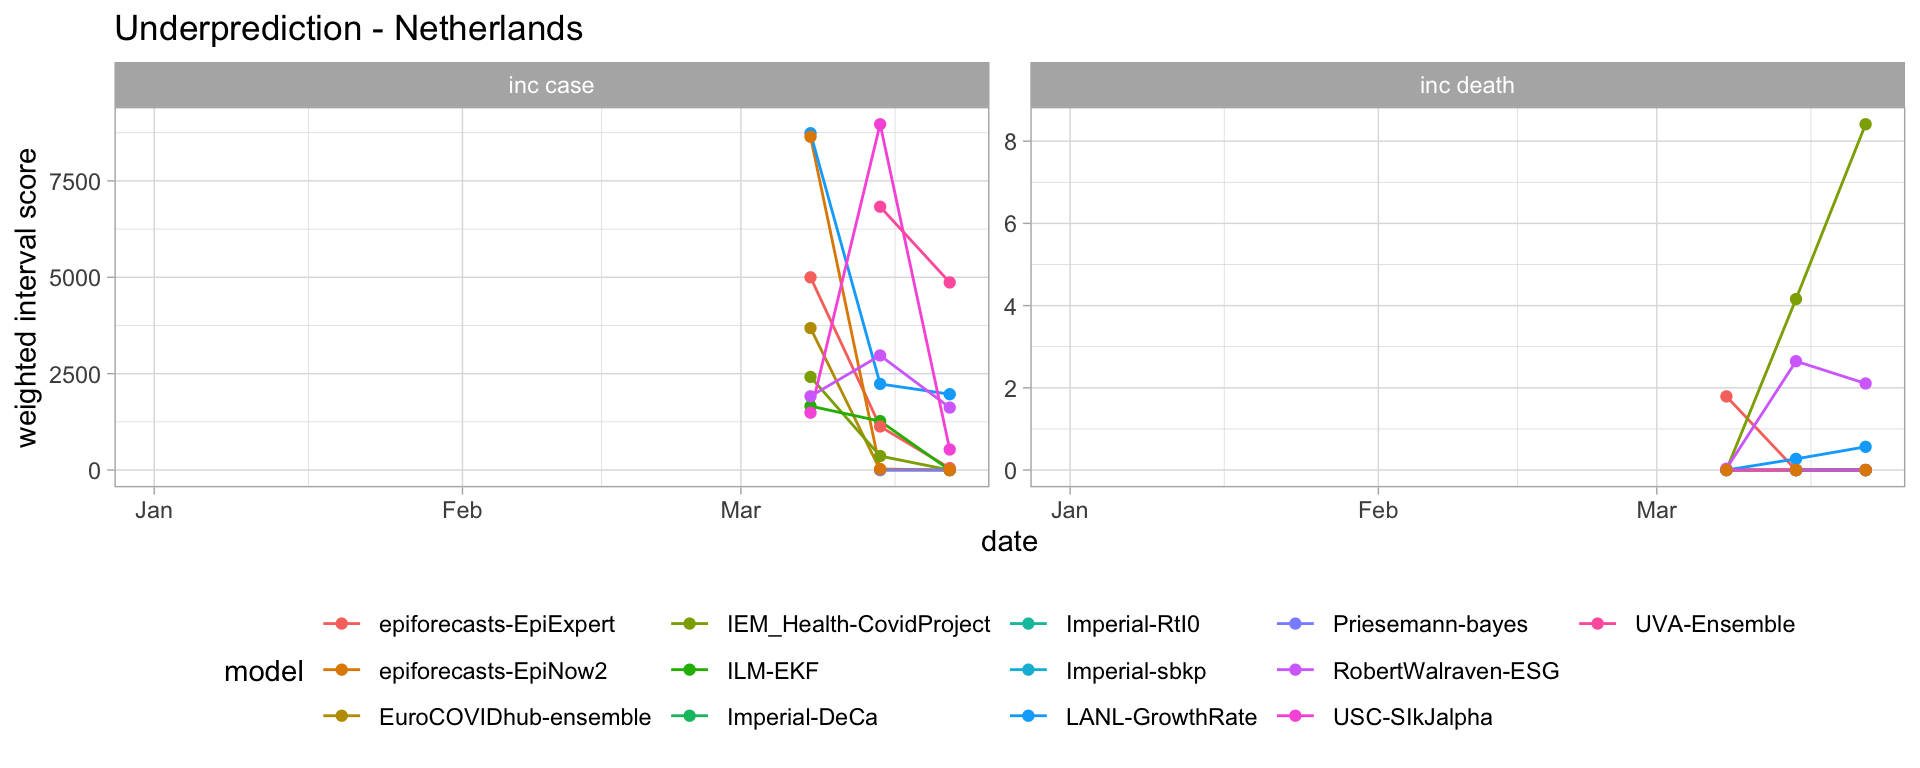 Underprediction - Netherlands
inc case
inc death
weighted interval score
7500
5000
2500
0
8
6
4
2
0
Jan
Feb
Mar
Jan
Feb
Mar
date
model
epiforecasts-EpiExpert
IEM_Health-CovidProject
Imperial-RtI0
Priesemann-bayes
UVA-Ensemble
epiforecasts-EpiNow2
ILM-EKF
Imperial-sbkp
RobertWalraven-ESG
EuroCOVIDhub-ensemble
Imperial-DeCa
LANL-GrowthRate
USC-SIkJalpha